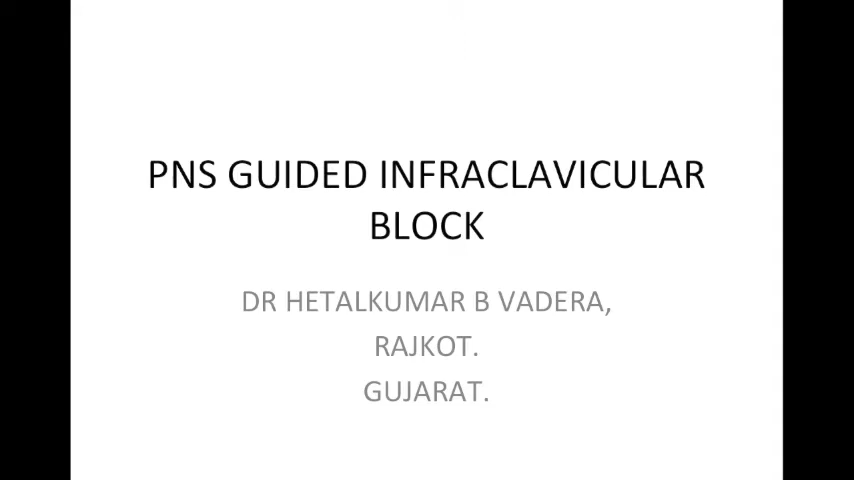 PNS GUIDED INFRACLAVICULAR
BLOCK
DR HETALKUMAR B VADERA,
RAJKOT.
GUJARAT.